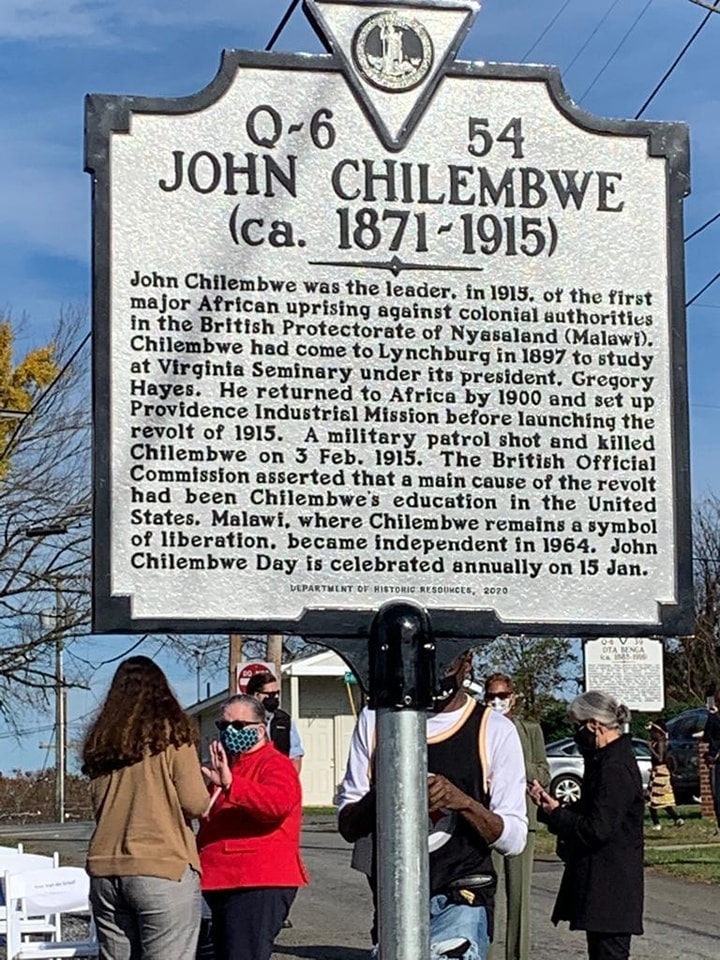 Q-6 54
JOHN CHILEMBWE
(ca. 1871-1915)
John Chilembwe was the leader, in 1915, of the first
major African uprising against colonial authorities
in the British Protectorate of Nyasaland (Malawi).
Chilembwe had come to Lynchburg in 1897 to study
at Virginia Seminary under its president, Gregory
Hayes. He returned to Africa by 1900 and set up
Providence Industrial Mission before launching the
revolt of 1915. A military patrol shot and killed
Chilembwe on 3 Feb. 1915. The British Official
Commission asserted that a main cause of the revolt
had been Chilembwe's education in the United
States. Malawi, where Chilembwe remains a symbol
of liberation, became independent in 1964. John
Chilembwe Day is celebrated annually on 15 Jan.
DEPARTMENT OF HISTORIC RESOURCES, 2020
OTA BENGA